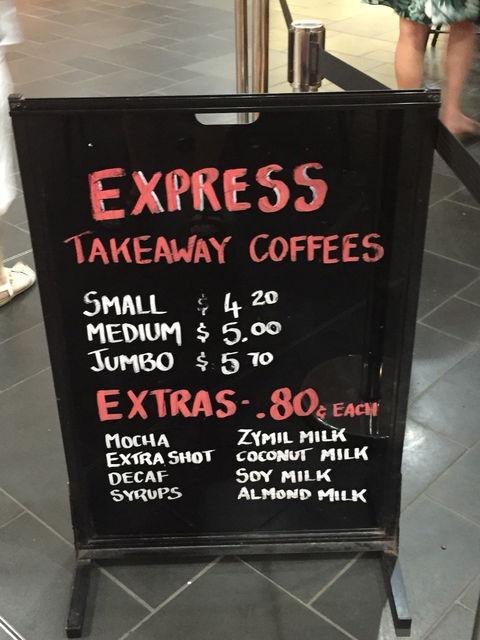 EXPRESS
TAKEAWAY COFFEES
SMALL $ 4 20
MEDIUM $ 5.00
JUMBO $ 5 70
EXTRAS - .80¢ EACH
MOCHA ZYMIL MILK
EXTRA SHOT COCONUT MILK
DECAF SOY MILK
SYRUPS ALMOND MILK